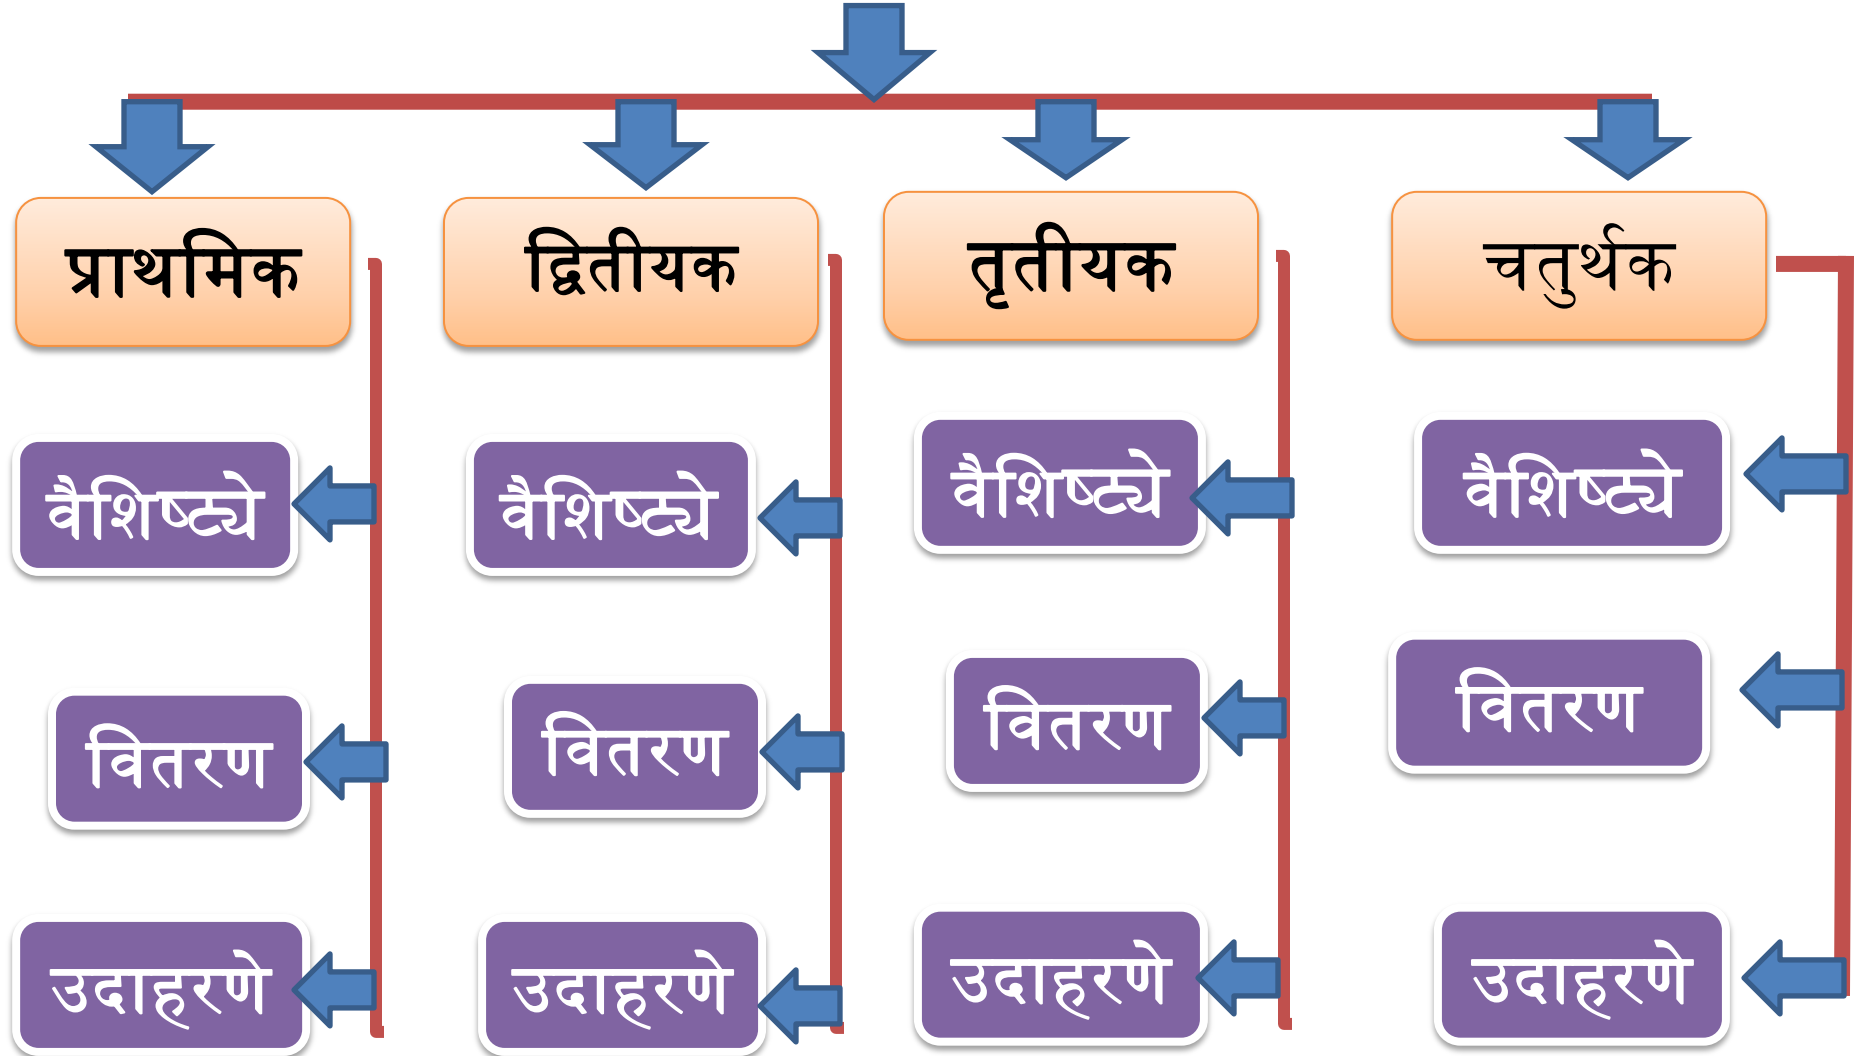 प्राथमिक
द्वितीयक
तृतीयक
चतुर्थक
वैशिष्ट्ये
वैशिष्ट्ये
वैशिष्ट्ये
वैशिष्ट्ये
वितरण
वितरण
वितरण
वितरण
उदाहरणे
उदाहरणे
उदाहरणे
उदाहरणे